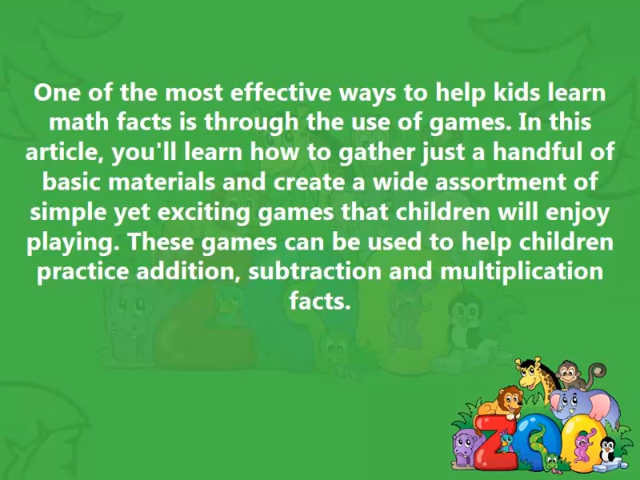 One of the most effective ways to help kids learn
math facts is through the use of games. In this
article, you'll learn how to gather just a handful of
basic materials and create a wide assortment of
simple yet exciting games that children will enjoy
playing. These games can be used to help children
practice addition, subtraction and multiplication
facts.
ZOO